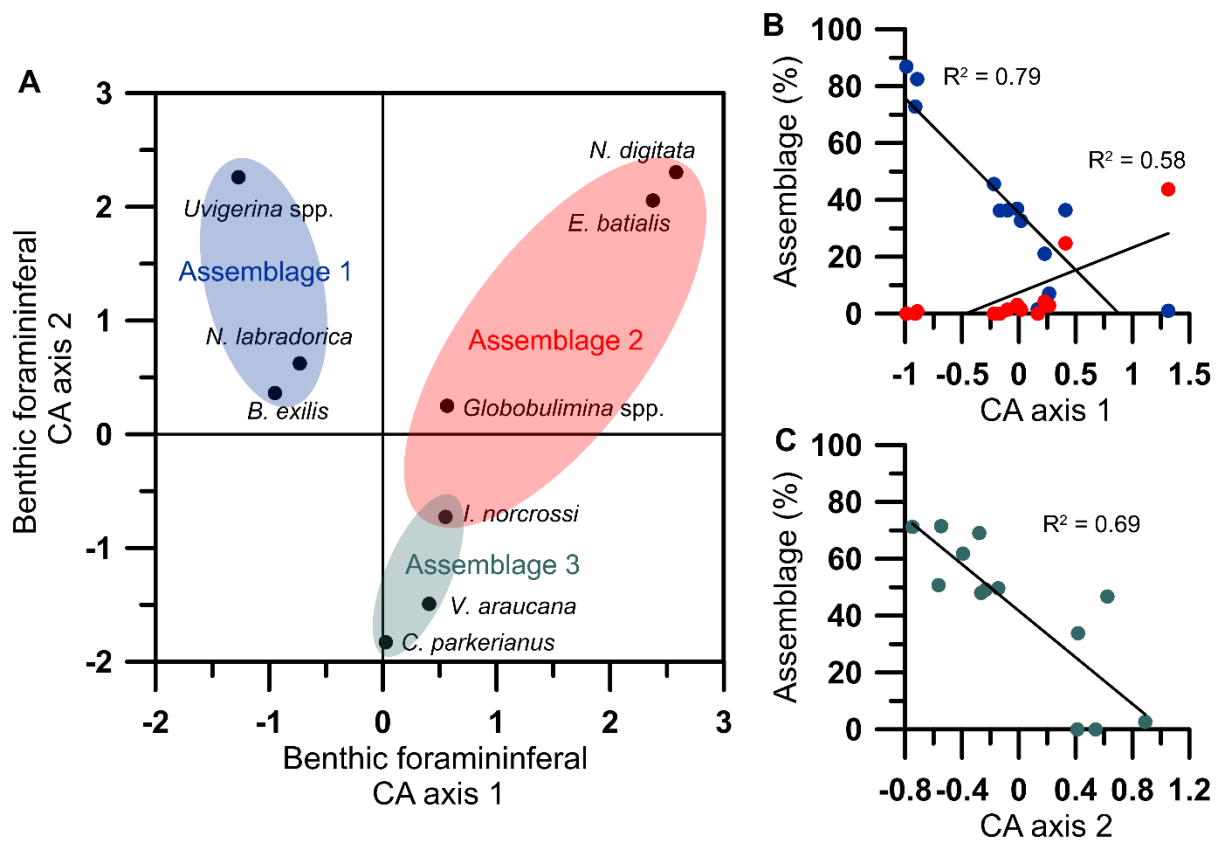 A
Benthic foramininferal
CA axis 2
3
2
1
0
-1
-2
N. digitata
Uvigerina spp.
E. batialis
Assemblage 1
N. labradorica
Assemblage 2
B. exilis
Globobulimina spp.
I. norcrossi
Assemblage 3
V. araucana
C. parkerianus
-2 -1 0 1 2 3
Benthic foramininferal
CA axis 1
B
Assemblage (%)
100
80
60
40
20
0
R² = 0.79
R² = 0.58
-1 -0.5 0 0.5 1 1.5
CA axis 1
C
Assemblage (%)
100
80
60
40
20
0
R² = 0.69
-0.8 -0.4 0 0.4 0.8 1.2
CA axis 2